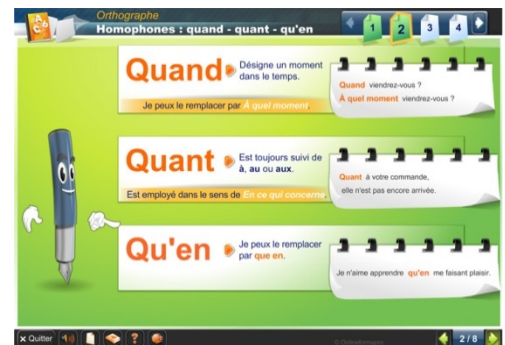 Orthographe
Homophones : quand - quant - qu'en
1 2 3 4
Quand
Désigne un moment
dans le temps.
Je peux le remplacer par À quel moment.
Quand viendrez-vous ?
À quel moment viendrez-vous ?
Quant
Est toujours suivi de
à, au ou aux.
Est employé dans le sens de En ce qui concerne.
Quant à votre commande,
elle n'est pas encore arrivée.
Qu'en
Je peux le remplacer
par que en.
Je n'aime apprendre qu'en me faisant plaisir.
x Quitter
?
2 / 8